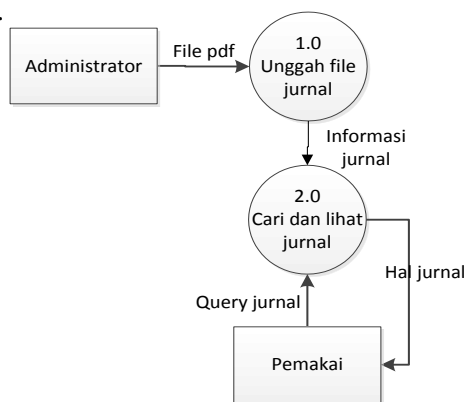 .
Administrator
File pdf
1.0
Unggah file
jurnal
Informasi
jurnal
2.0
Cari dan lihat
jurnal
Hal jurnal
Query jurnal
Pemakai